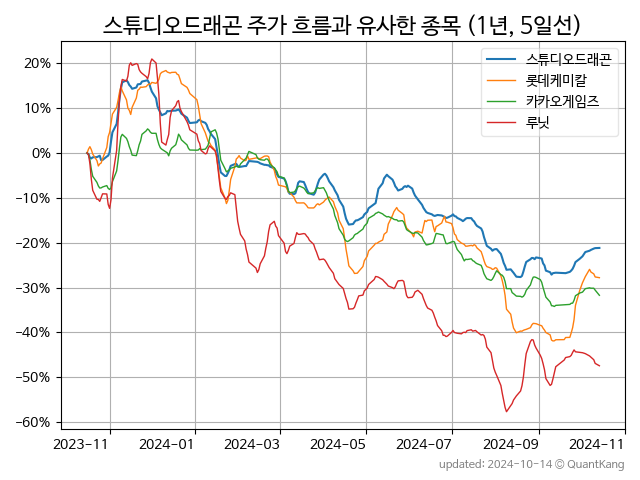 스튜디오드래곤 주가 흐름과 유사한 종목 (1년, 5일선)
스튜디오드래곤
롯데케미칼
카카오게임즈
루닛
20%
10%
0%
−10%
−20%
−30%
−40%
−50%
−60%
2023-11 2024-01 2024-03 2024-05 2024-07 2024-09 2024-11
updated: 2024-10-14 © QuantKang